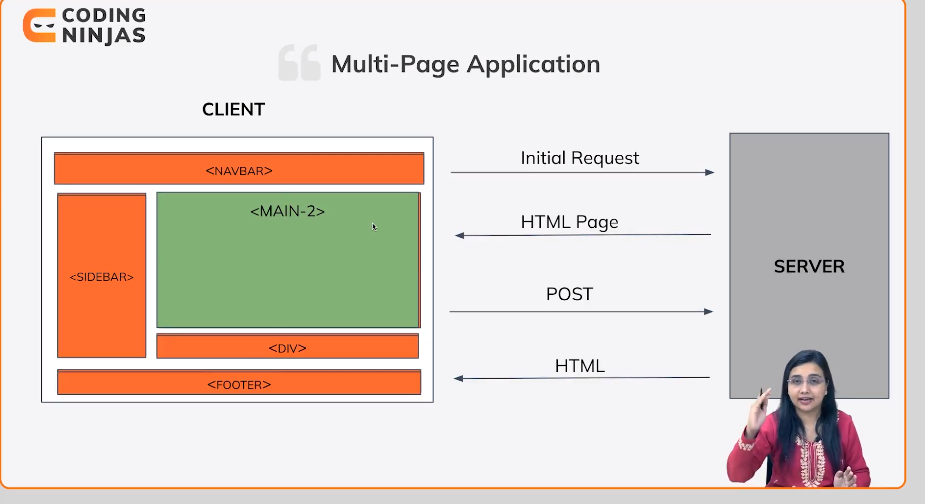 CODING
NINJAS
Multi-Page Application
CLIENT
<NAVBAR>
<MAIN-2>
<SIDEBAR>
<DIV>
<FOOTER>
Initial Request
HTML Page
POST
HTML
SERVER